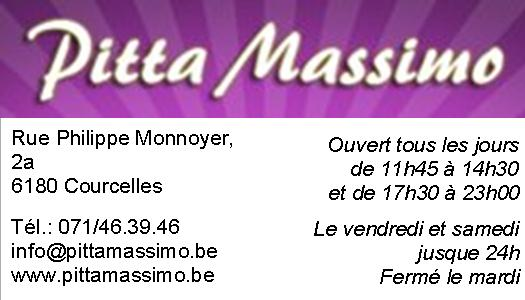 Pitta Massimo
Rue Philippe Monnoyer,
2a
6180 Courcelles
Tél.: 071/46.39.46
info@pittamassimo.be
www.pittamassimo.be
Ouvert tous les jours
de 11h45 à 14h30
et de 17h30 à 23h00
Le vendredi et samedi
jusque 24h
Fermé le mardi